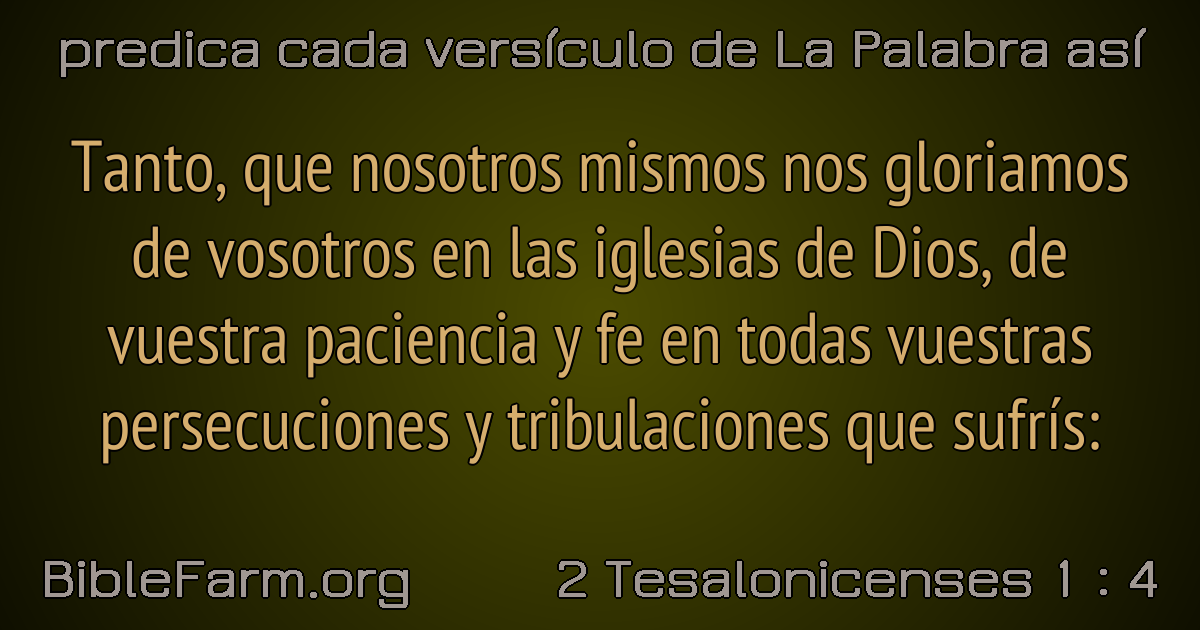 predica cada versículo de La Palabra así
Tanto, que nosotros mismos nos gloriamos
de vosotros en las iglesias de Dios, de
vuestra paciencia y fe en todas vuestras
persecuciones y tribulaciones que sufrís:
BibleFarm.org
2 Tesalonicenses 1 : 4